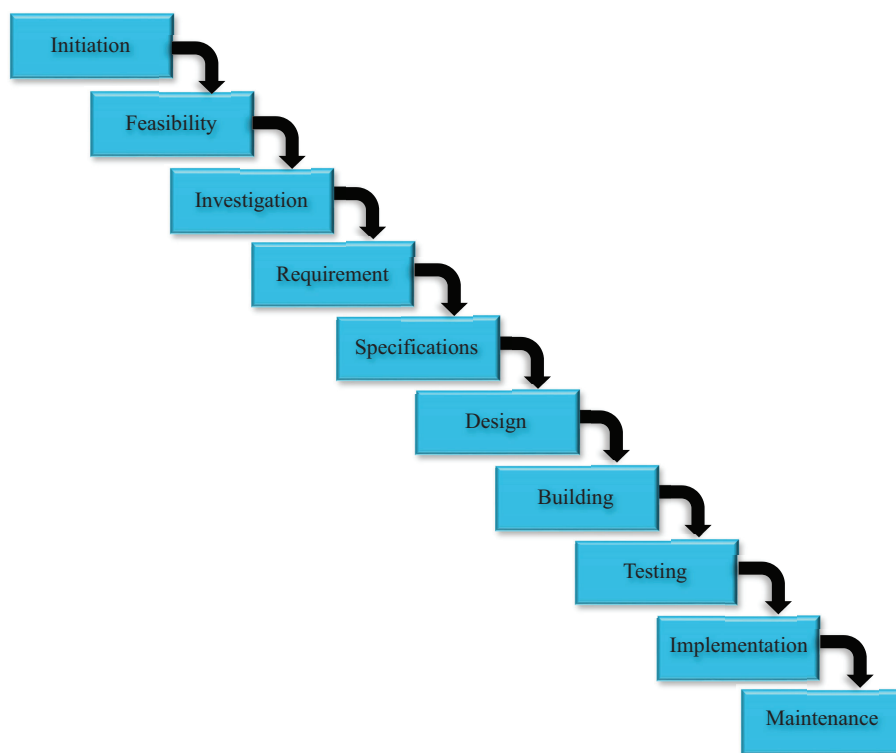 Initiation
Feasibility
Investigation
Requirement
Specifications
Design
Building
Testing
Implementation
Maintenance